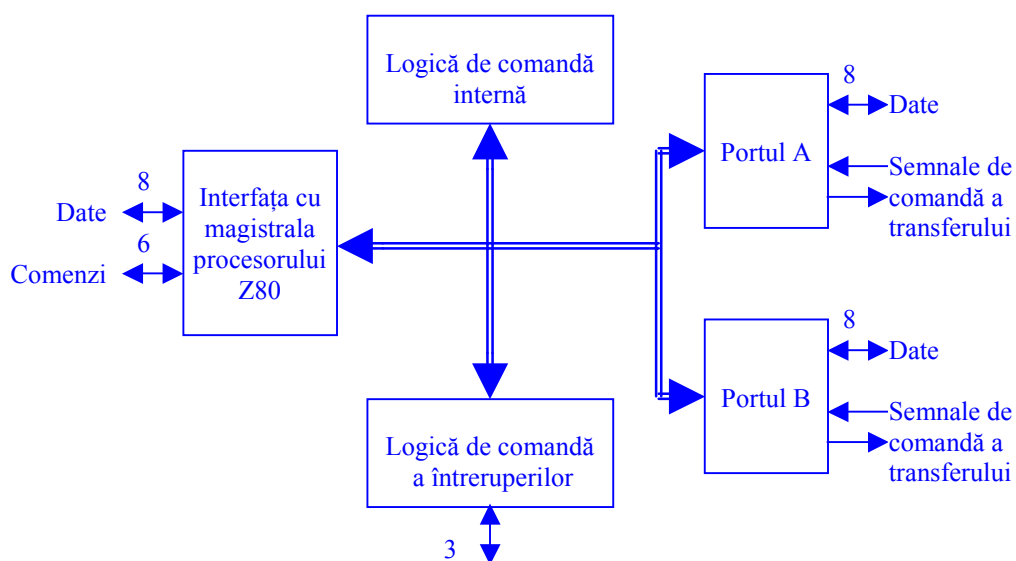 Logică de comandă
internă
8
Date
Portul A
Semnale de
comandă a
transferului
8
Date
6
Comenzi
Interfața cu
magistrala
procesorului
Z80
8
Date
Portul B
Semnale de
comandă a
transferului
Logică de comandă
a întreruperilor
3